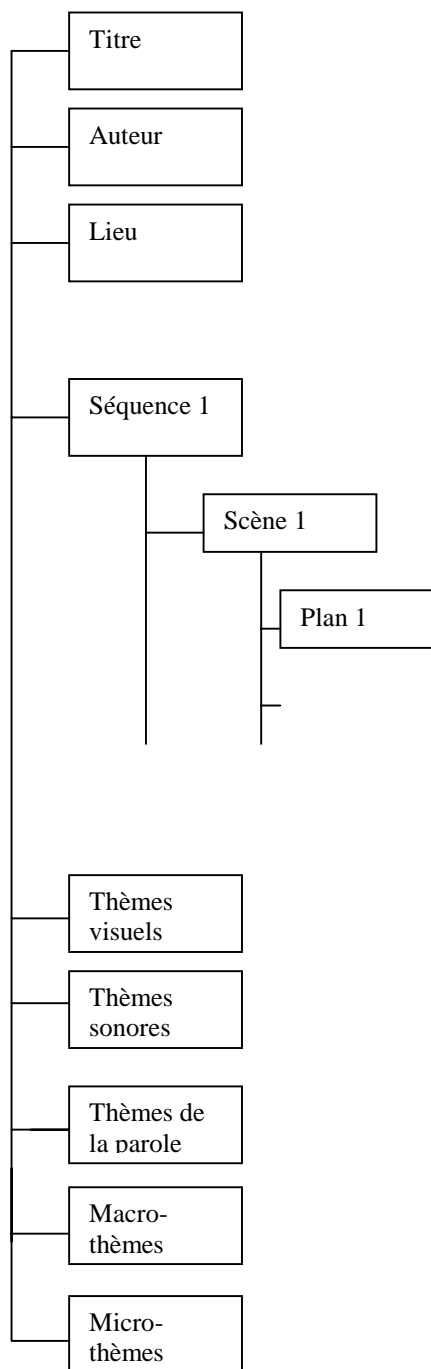 Titre
Auteur
Lieu
Séquence 1
Scène 1
Plan 1
Thèmes
visuels
Thèmes
sonores
Thèmes de
la parole
Macro-
thèmes
Micro-
thèmes